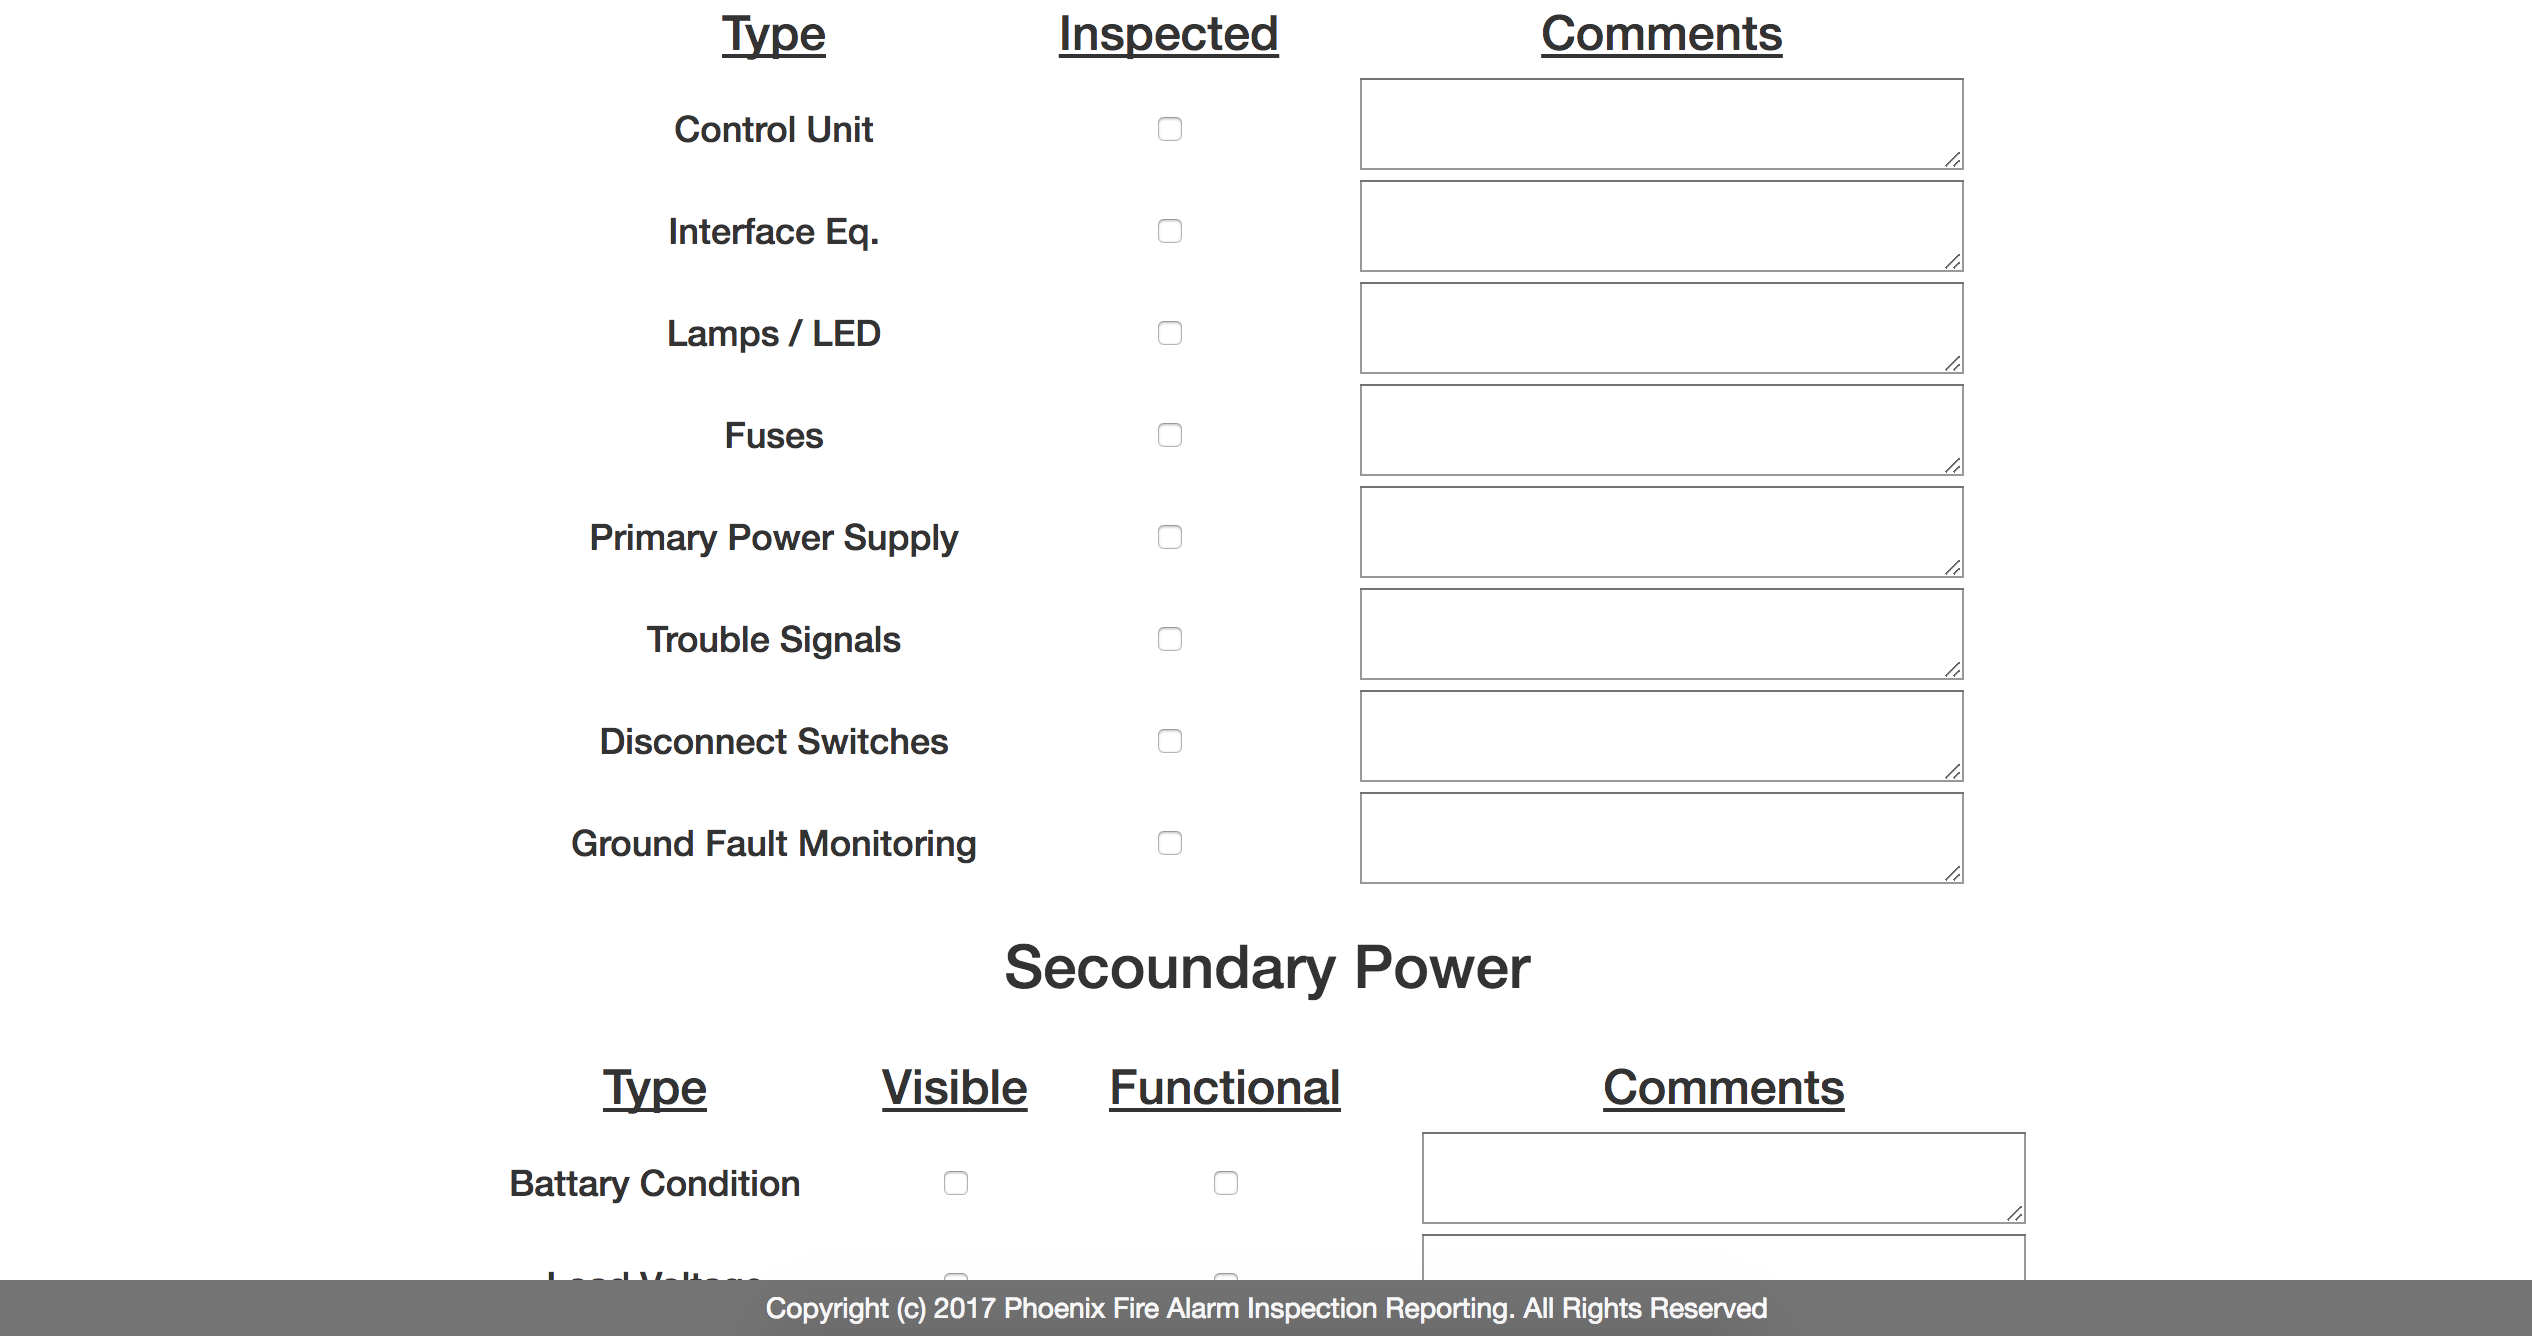 Type Inspected Comments
Control Unit
Interface Eq.
Lamps / LED
Fuses
Primary Power Supply
Trouble Signals
Disconnect Switches
Ground Fault Monitoring
Secoundary Power
Type Visible Functional Comments
Battary Condition
Load Voltage
Copyright (c) 2017 Phoenix Fire Alarm Inspection Reporting. All Rights Reserved